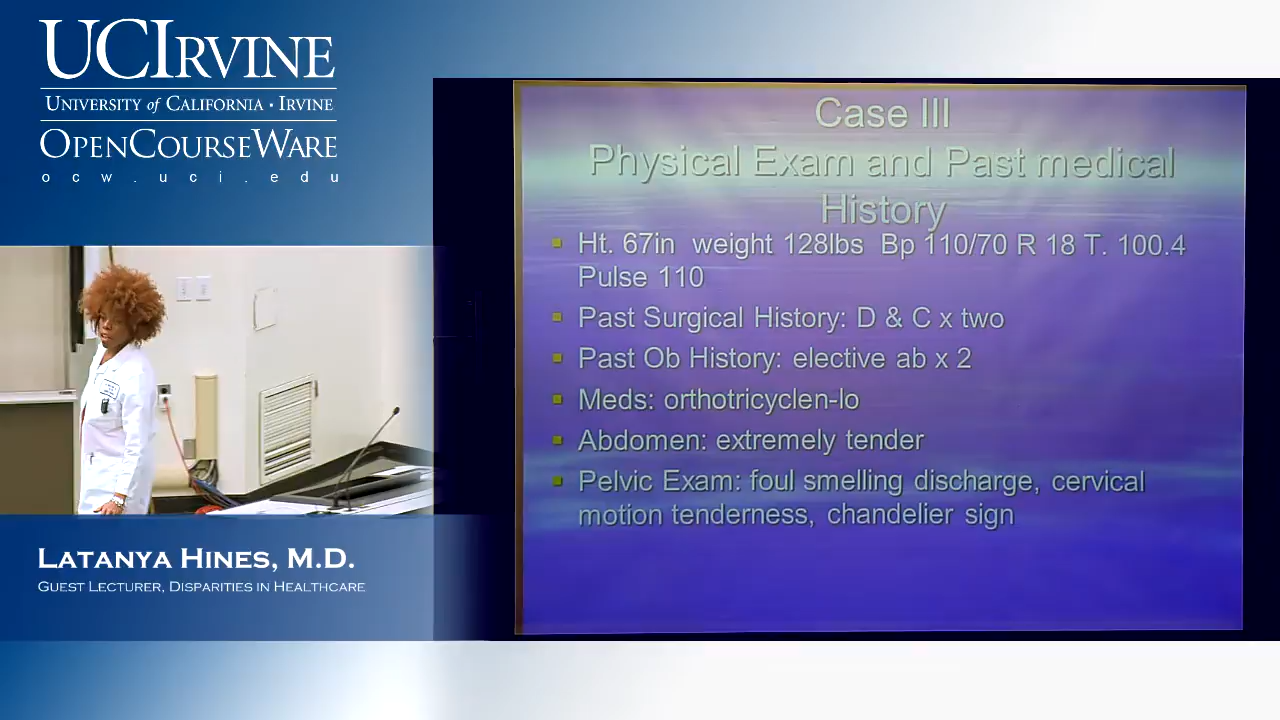 UCIRVINE
UNIVERSITY of CALIFORNIA · IRVINE
OPENCOURSEWARE
ocw.uci.edu
LATANYA HINES, M.D.
GUEST LECTURER, DISPARITIES IN HEALTHCARE
Case III
Physical Exam and Past medical
History
Ht. 67in weight 128lbs Bp 110/70 R 18 T. 100.4
Pulse 110
Past Surgical History: D & C x two
Past Ob History: elective ab x 2
Meds: orthotricyclen-lo
Abdomen: extremely tender
Pelvic Exam: foul smelling discharge, cervical
motion tenderness, chandelier sign